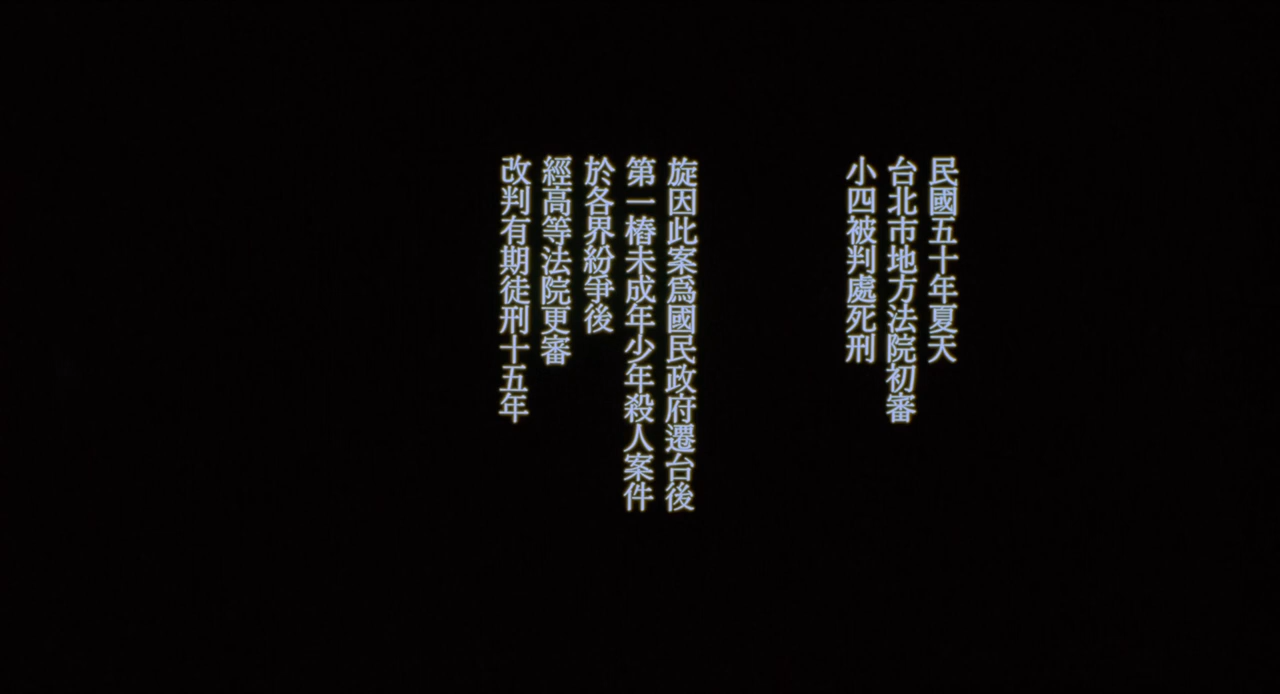 民國五十年夏天
台北市地方法院初審
小四被判處死刑
旋因此案爲國民政府遷台後
第一樁未成年少年殺人案件
於各界紛爭後
經高等法院更審
改判有期徒刑十五年